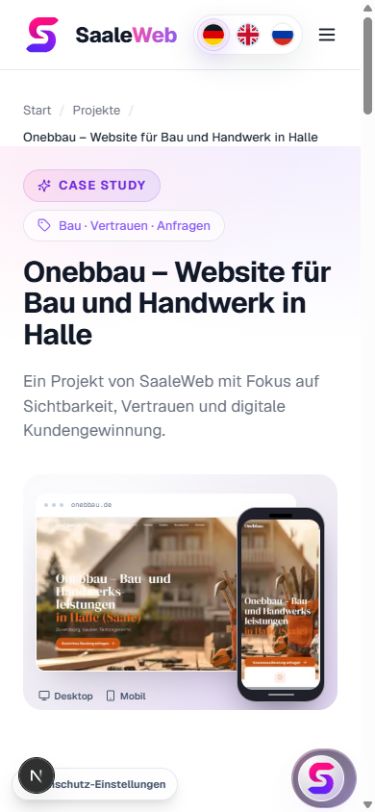 SaaleWeb
Start / Projekte /
Onebbau – Website für Bau und Handwerk in Halle
CASE STUDY
Bau · Vertrauen · Anfragen
Onebbau – Website für
Bau und Handwerk in
Halle
Ein Projekt von SaaleWeb mit Fokus auf
Sichtbarkeit, Vertrauen und digitale
Kundengewinnung.
onebbau.de
Onebbau – Bau- und
Handwerks
leistungen
in Halle (Saale)
Onebbau – Bau- und
Handwerks
leistungen
in Halle (Saale)
Desktop
Mobil
N
schutz-Einstellungen